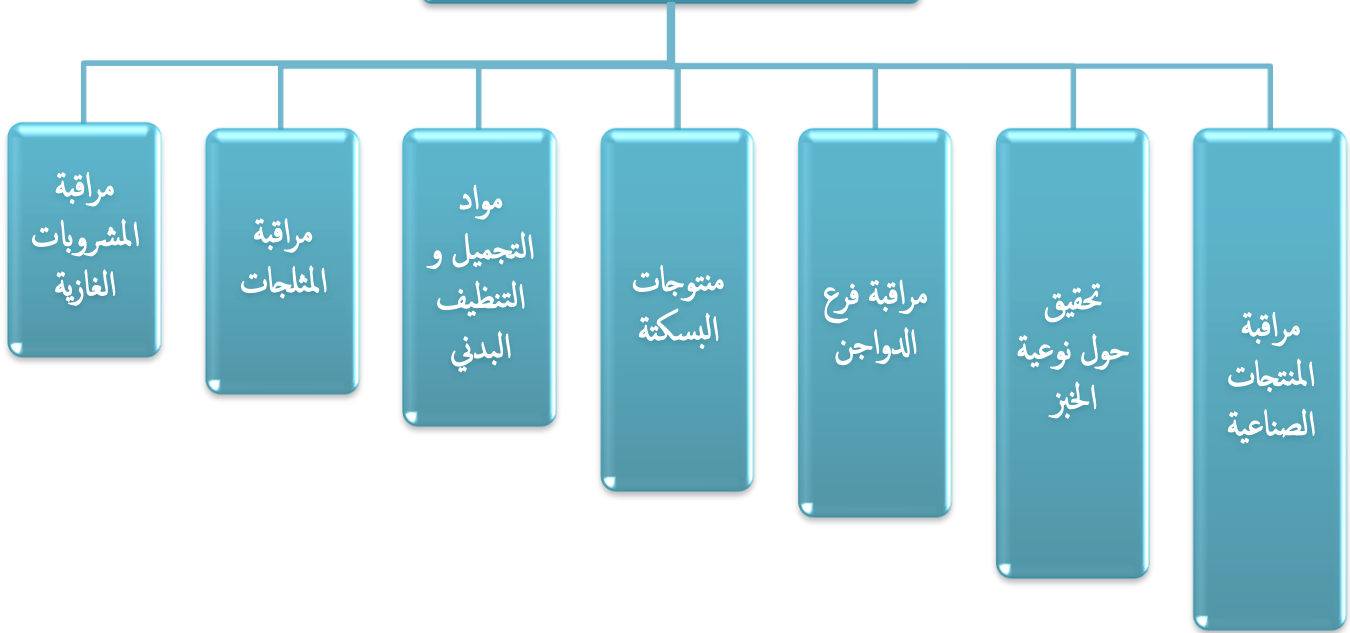 مراقبة
المنتجات
الصناعية
تحقيق
حول نوعية
الخبز
مراقبة فرع
الدواجن
منتوجات
البسكتة
مواد
التجميل و
التنظيف
البدني
مراقبة
المثلجات
مراقبة
المشروبات
الغازية